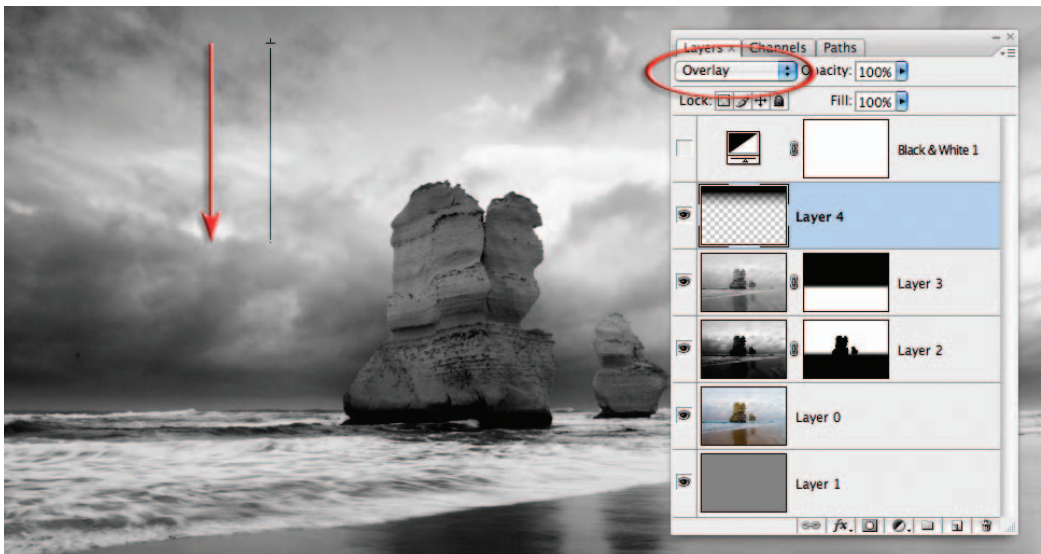 Layers × Channels Paths
Overlay Opacity: 100%
Lock: Fill: 100%
Black & White 1
Layer 4
Layer 3
Layer 2
Layer 0
Layer 1
fx